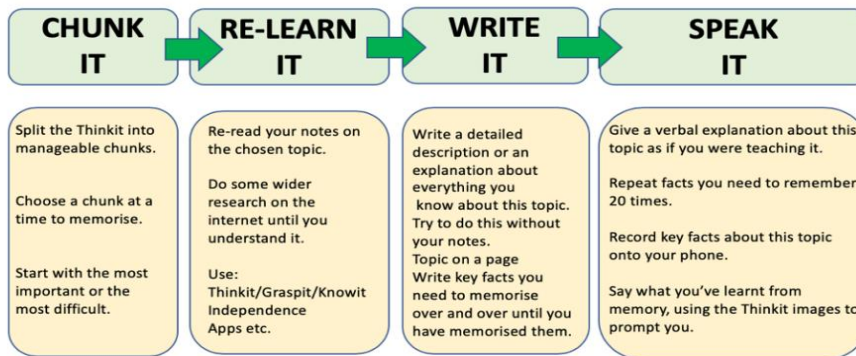 CHUNK
IT
RE-LEARN
IT
WRITE
IT
SPEAK
IT
Split the Thinkit into
manageable chunks.
Choose a chunk at a
time to memorise.
Start with the most
important or the
most difficult.
Re-read your notes on
the chosen topic.
Do some wider
research on the
internet until you
understand it.
Use:
Thinkit/Graspit/Knowit
Independence
Apps etc.
Write a detailed
description or an
explanation about
everything you
know about this topic.
Try to do this without
your notes.
Topic on a page
Write key facts you
need to memorise
over and over until you
have memorised them.
Give a verbal explanation about this
topic as if you were teaching it.
Repeat facts you need to remember
20 times.
Record key facts about this topic
onto your phone.
Say what you've learnt from
memory, using the Thinkit images to
prompt you.